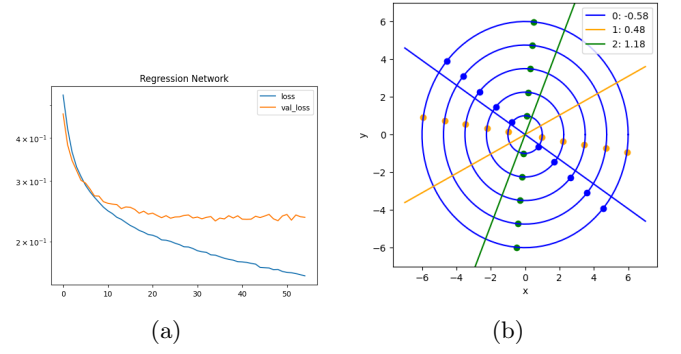 Regression Network
loss
val_loss
4 × 10⁻¹
3 × 10⁻¹
2 × 10⁻¹
0 10 20 30 40 50
(a)
0: -0.58
1: 0.48
2: 1.18
y
6
4
2
0
−2
−4
−6
−6 −4 −2 0 2 4 6
x
(b)